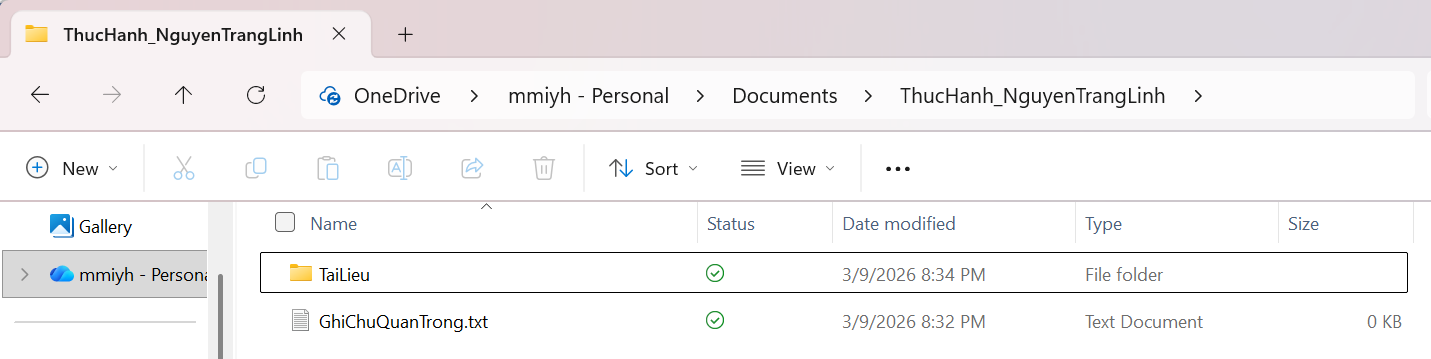 ThucHanh_NguyenTrangLinh
OneDrive > mmiyh - Personal > Documents > ThucHanh_NguyenTrangLinh >
New Sort View
Gallery
mmiyh - Persona
Name Status Date modified Type Size
TaiLieu 3/9/2026 8:34 PM File folder
GhiChuQuanTrong.txt 3/9/2026 8:32 PM Text Document 0 KB